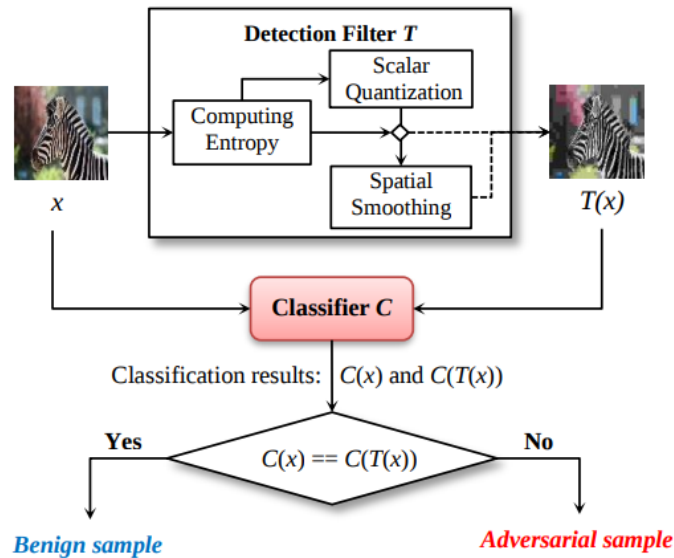 Detection Filter T
Scalar
Quantization
Computing
Entropy
Spatial
Smoothing
x
T(x)
Classifier C
Classification results: C(x) and C(T(x))
Yes
No
C(x) == C(T(x))
Benign sample
Adversarial sample